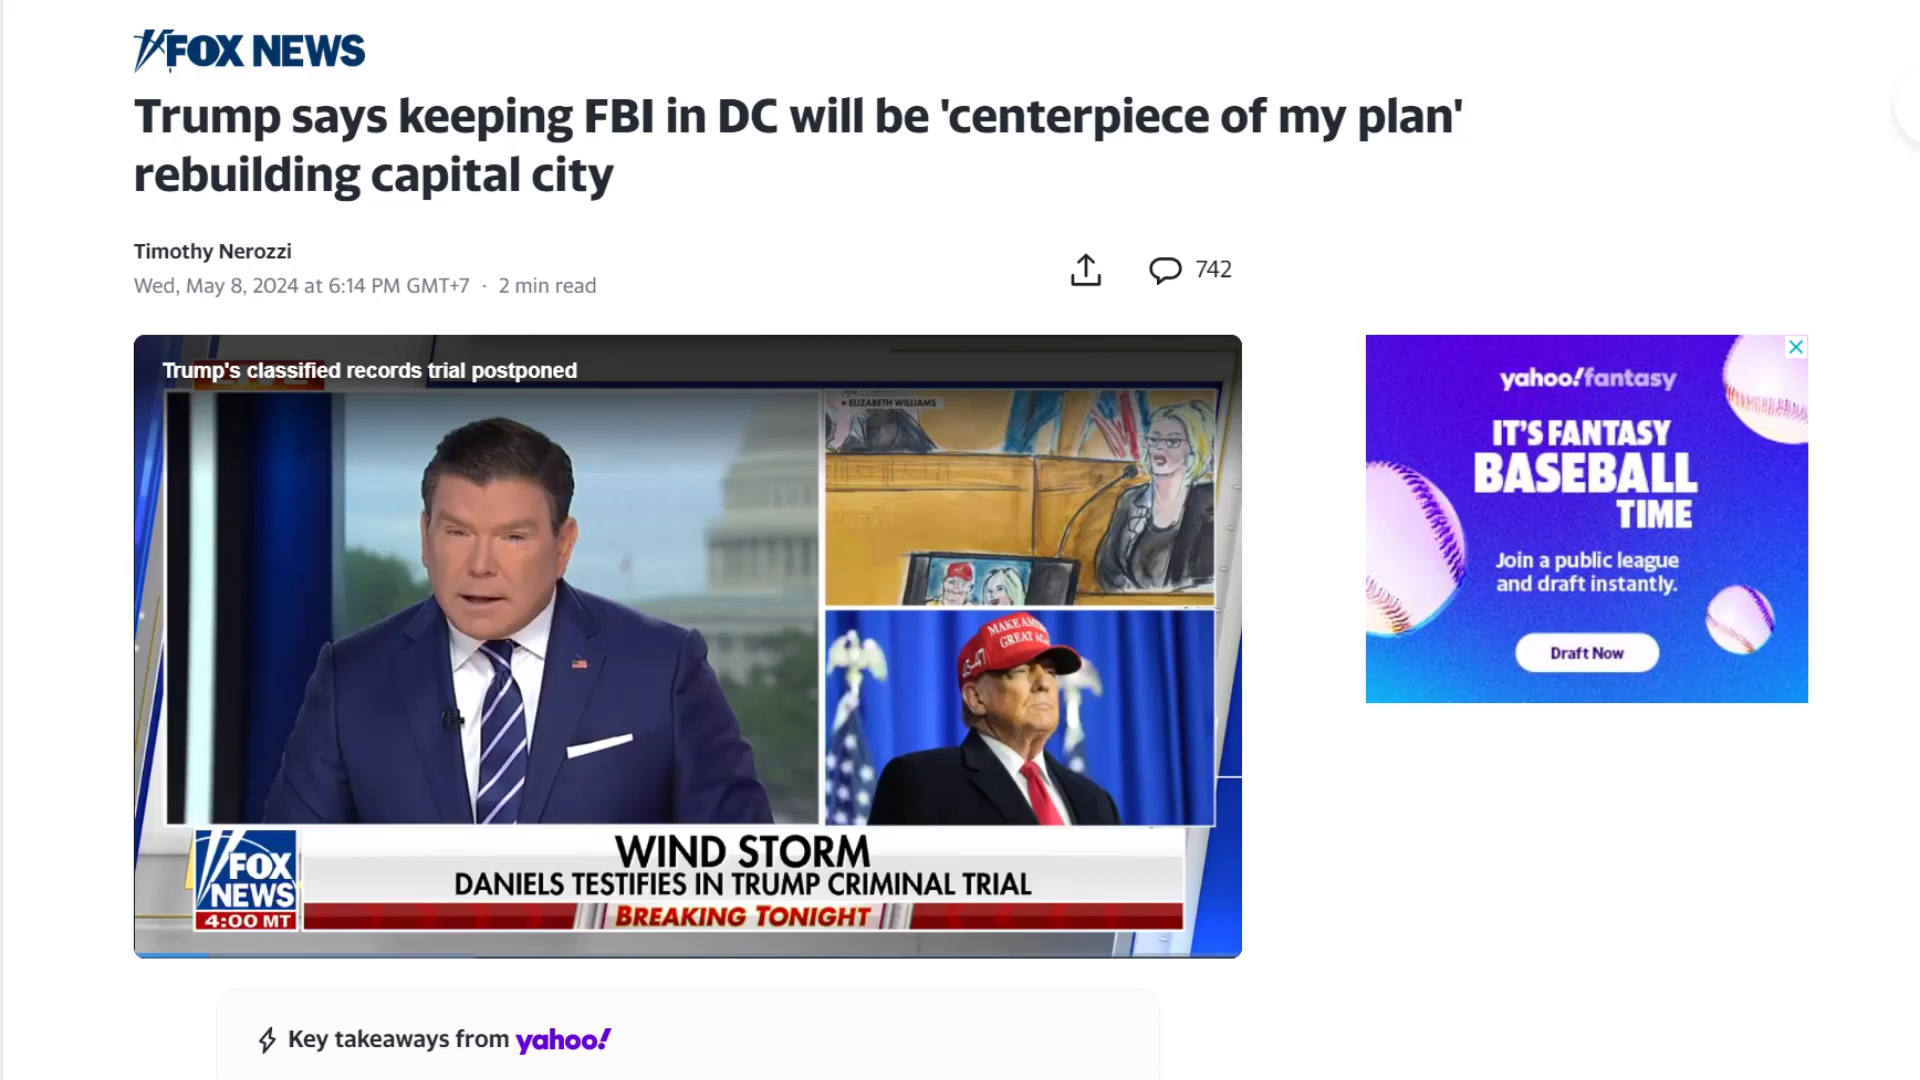 FOX NEWS
Trump says keeping FBI in DC will be 'centerpiece of my plan'
rebuilding capital city
Timothy Nerozzi
Wed, May 8, 2024 at 6:14 PM GMT+7 · 2 min read
742
Trump's classified records trial postponed
ELIZABETH WILLIAMS
MAKE
GREAT
WIND STORM
DANIELS TESTIFIES IN TRUMP CRIMINAL TRIAL
BREAKING TONIGHT
FOX
NEWS
4:00 MT
yahoo!fantasy
IT'S FANTASY
BASEBALL
TIME
Join a public league
and draft instantly.
Draft Now
Key takeaways from yahoo!